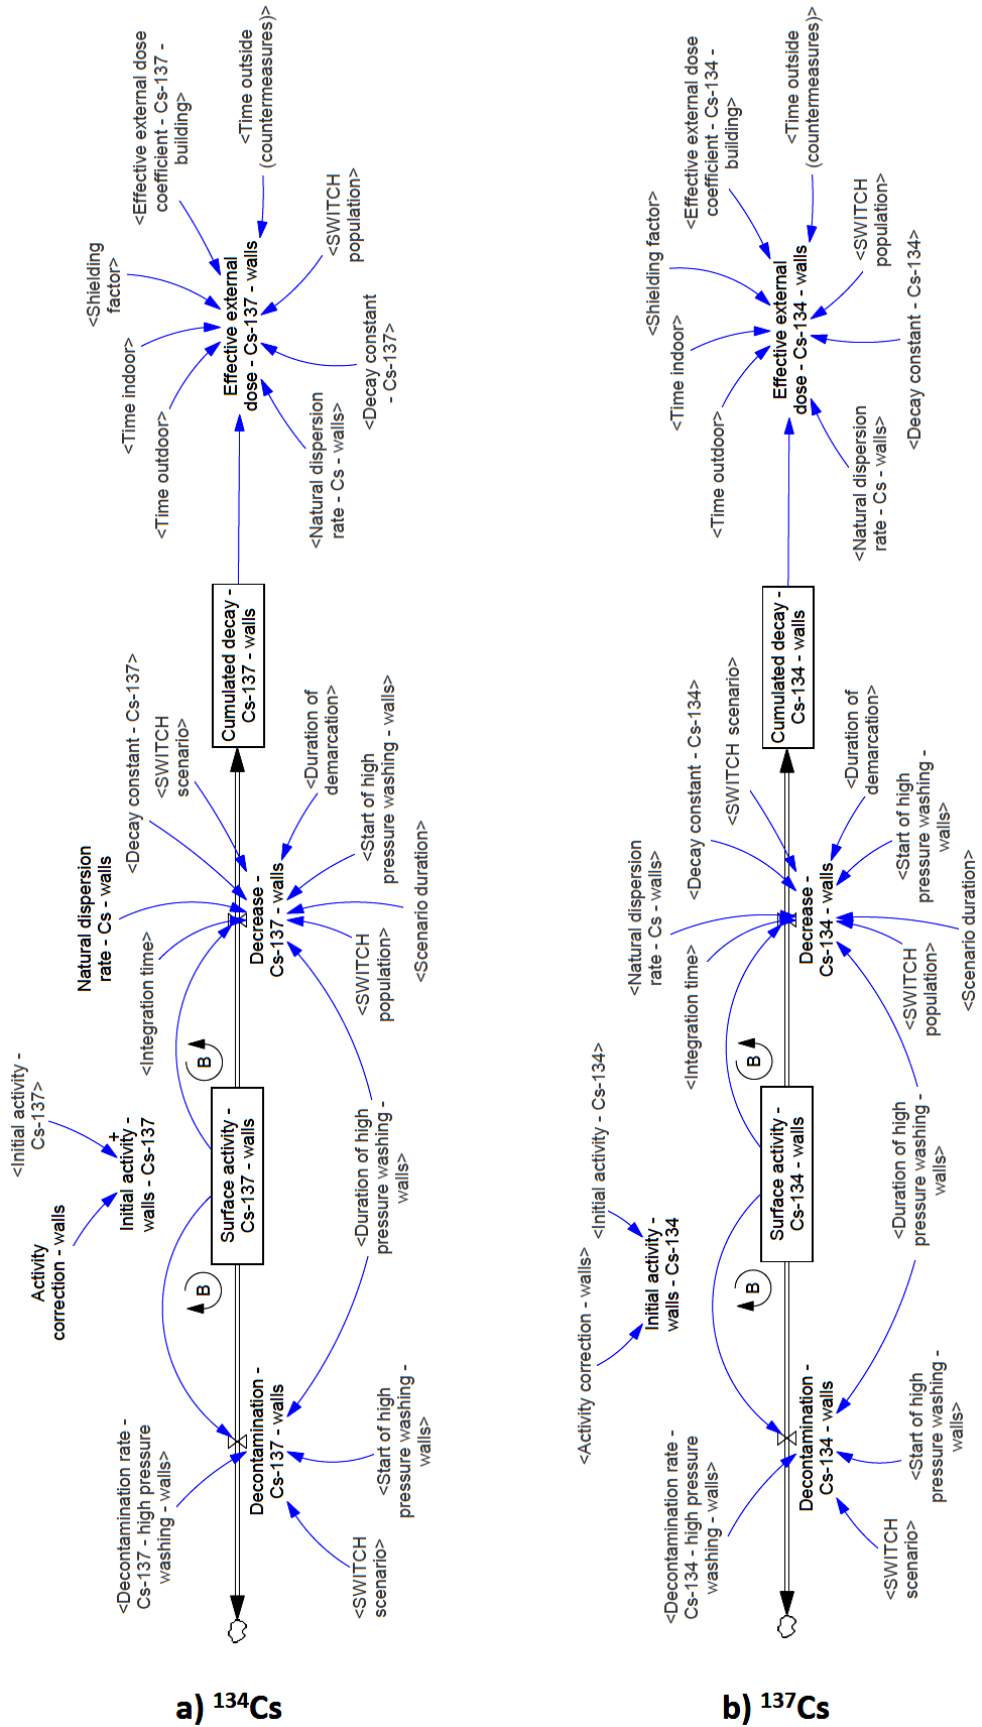 <Effective external dose
coefficient - Cs-137 -
building>
<Time outside
(countermeasures)>
<Shielding
factor>
<SWITCH
population>
<Time indoor>
Effective external
dose - Cs-137 - walls
<Decay constant
- Cs-137>
<Time outdoor>
<Natural dispersion
rate - Cs - walls>
Cumulated decay -
Cs-137 - walls
<Decay constant - Cs-137>
<SWITCH
scenario>
<Duration of
demarcation>
<Start of high
pressure washing - walls>
Natural dispersion
rate - Cs - walls
Decrease -
Cs-137 - walls
<Scenario duration>
<Integration time>
<SWITCH
population>
B
<Initial activity -
Cs-137>
+
Initial activity -
walls - Cs-137
Activity
correction - walls
Surface activity -
Cs-137 - walls
<Duration of high
pressure washing -
walls>
B
<Decontamination rate -
Cs-137 - high pressure
washing - walls>
Decontamination -
Cs-137 - walls
<Start of high
pressure washing -
walls>
<SWITCH
scenario>
a) ¹³⁴Cs
<Effective external dose
coefficient - Cs-134 -
building>
<Time outside
(countermeasures)>
<Shielding factor>
<SWITCH
population>
<Time indoor>
Effective external
dose - Cs-134 - walls
<Decay constant - Cs-134>
<Time outdoor>
<Natural dispersion
rate - Cs - walls>
Cumulated decay -
Cs-134 - walls
<Decay constant - Cs-134>
<SWITCH scenario>
<Duration of
demarcation>
<Start of high
pressure washing -
walls>
<Natural dispersion
rate - Cs - walls>
Decrease -
Cs-134 - walls
<Scenario duration>
<Integration time>
<SWITCH
population>
B
<Initial activity - Cs-134>
Initial activity -
walls - Cs-134
<Activity correction - walls>
Surface activity -
Cs-134 - walls
<Duration of high
pressure washing -
walls>
B
<Decontamination rate -
Cs-134 - high pressure
washing - walls>
Decontamination -
Cs-134 - walls
<Start of high
pressure washing -
walls>
<SWITCH
scenario>
b) ¹³⁷Cs